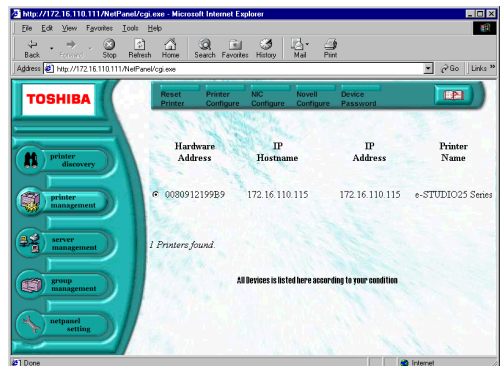 http://172.16.110.111/NetPanel/cgi.exe - Microsoft Internet Explorer
File Edit View Favorites Tools Help
Back Forward Stop Refresh Home Search Favorites History Mail Print
Address http://172.16.110.111/NetPanel/cgi.exe Go Links »
TOSHIBA
Reset Printer
Printer Configure
NIC Configure
Novell Configure
Device Password
printer discovery
printer management
server management
group management
netpanel setting
Hardware Address IP Hostname IP Address Printer Name
0080912199B9 172.16.110.115 172.16.110.115 e-STUDIO25 Series
1 Printers found.
All Devices is listed here according to your condition
Done Internet